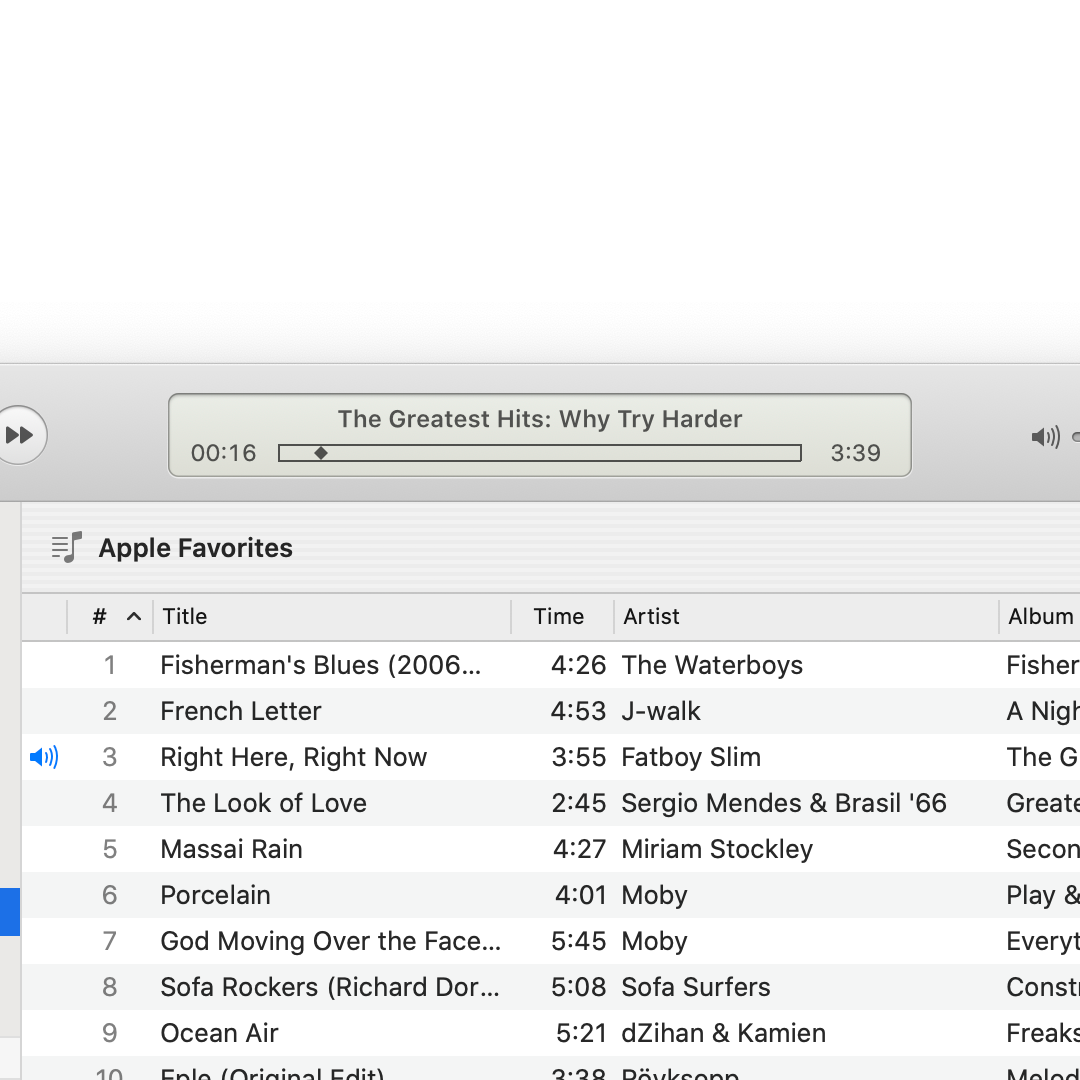 The Greatest Hits: Why Try Harder
00:16 3:39
Apple Favorites
# Title Time Artist Album
1 Fisherman's Blues (2006... 4:26 The Waterboys Fisher
2 French Letter 4:53 J-walk A Nigh
3 Right Here, Right Now 3:55 Fatboy Slim The G
4 The Look of Love 2:45 Sergio Mendes & Brasil '66 Greate
5 Massai Rain 4:27 Miriam Stockley Secon
6 Porcelain 4:01 Moby Play &
7 God Moving Over the Face... 5:45 Moby Everyt
8 Sofa Rockers (Richard Dor... 5:08 Sofa Surfers Constr
9 Ocean Air 5:21 dZihan & Kamien Freaks
10 Eple (Original Edit) 3:38 Röyksopp Melod